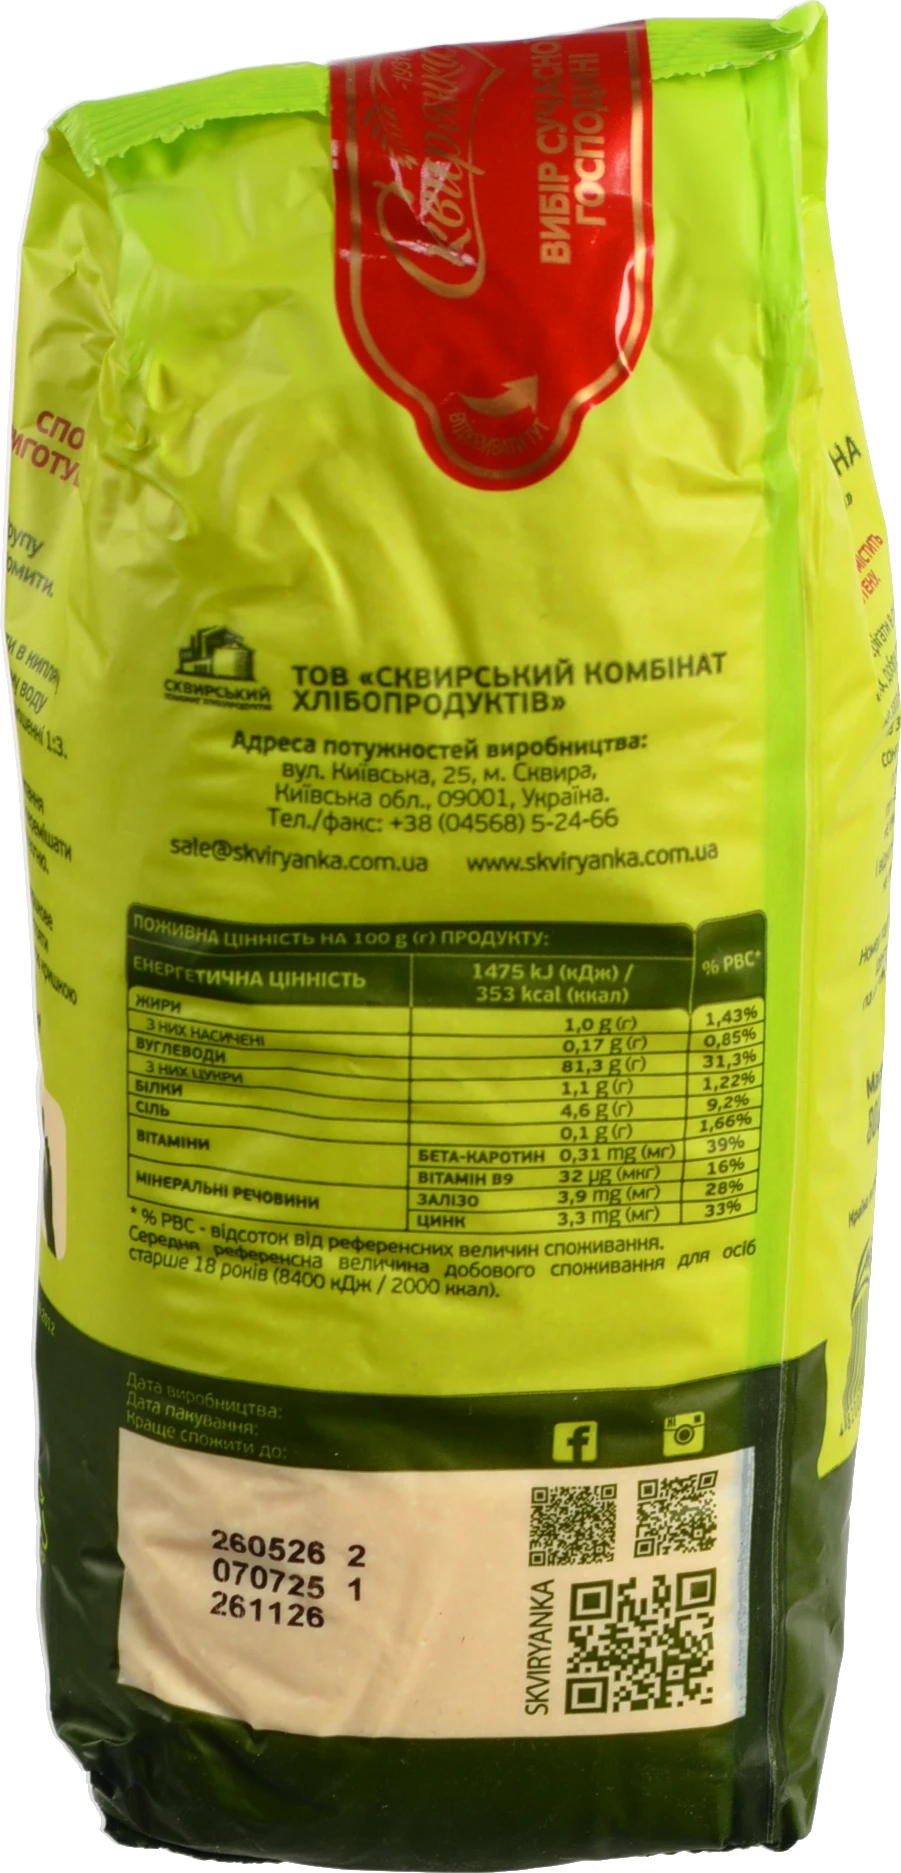 Сквирянка
1931
ВИБІР СУЧАСНОЇ
ГОСПОДИНІ
ВІДКРИВАТИ ТУТ
СКВИРСЬКИЙ
ТОВ «СКВИРСЬКИЙ КОМБІНАТ
ХЛІБОПРОДУКТІВ»
Адреса потужностей виробництва:
вул. Київська, 25, м. Сквира,
Київська обл., 09001, Україна.
Тел./факс: +38 (04568) 5-24-66
sale@skviryanka.com.ua www.skviryanka.com.ua
ПОЖИВНА ЦІННІСТЬ НА 100 g (г) ПРОДУКТУ:
% РВС*
ЕНЕРГЕТИЧНА ЦІННІСТЬ 1475 kJ (кДж) /
353 kcal (ккал)
ЖИРИ 1,0 g (г) 1,43%
З НИХ НАСИЧЕНІ 0,17 g (г) 0,85%
ВУГЛЕВОДИ 81,3 g (г) 31,3%
З НИХ ЦУКРИ 1,1 g (г) 1,22%
БІЛКИ 4,6 g (г) 9,2%
СІЛЬ 0,1 g (г) 1,66%
ВІТАМІНИ БЕТА-КАРОТИН 0,31 mg (мг) 39%
ВІТАМІН В9 32 µg (мкг) 16%
МІНЕРАЛЬНІ РЕЧОВИНИ ЗАЛІЗО 3,9 mg (мг) 28%
ЦИНК 3,3 mg (мг) 33%
* % РВС - відсоток від референсних величин споживання.
Середня референсна величина добового споживання для осіб
старше 18 років (8400 кДж / 2000 ккал).
Дата виробництва:
Дата пакування:
Краще спожити до:
260526 2
070725 1
261126
SKVIRYANKA